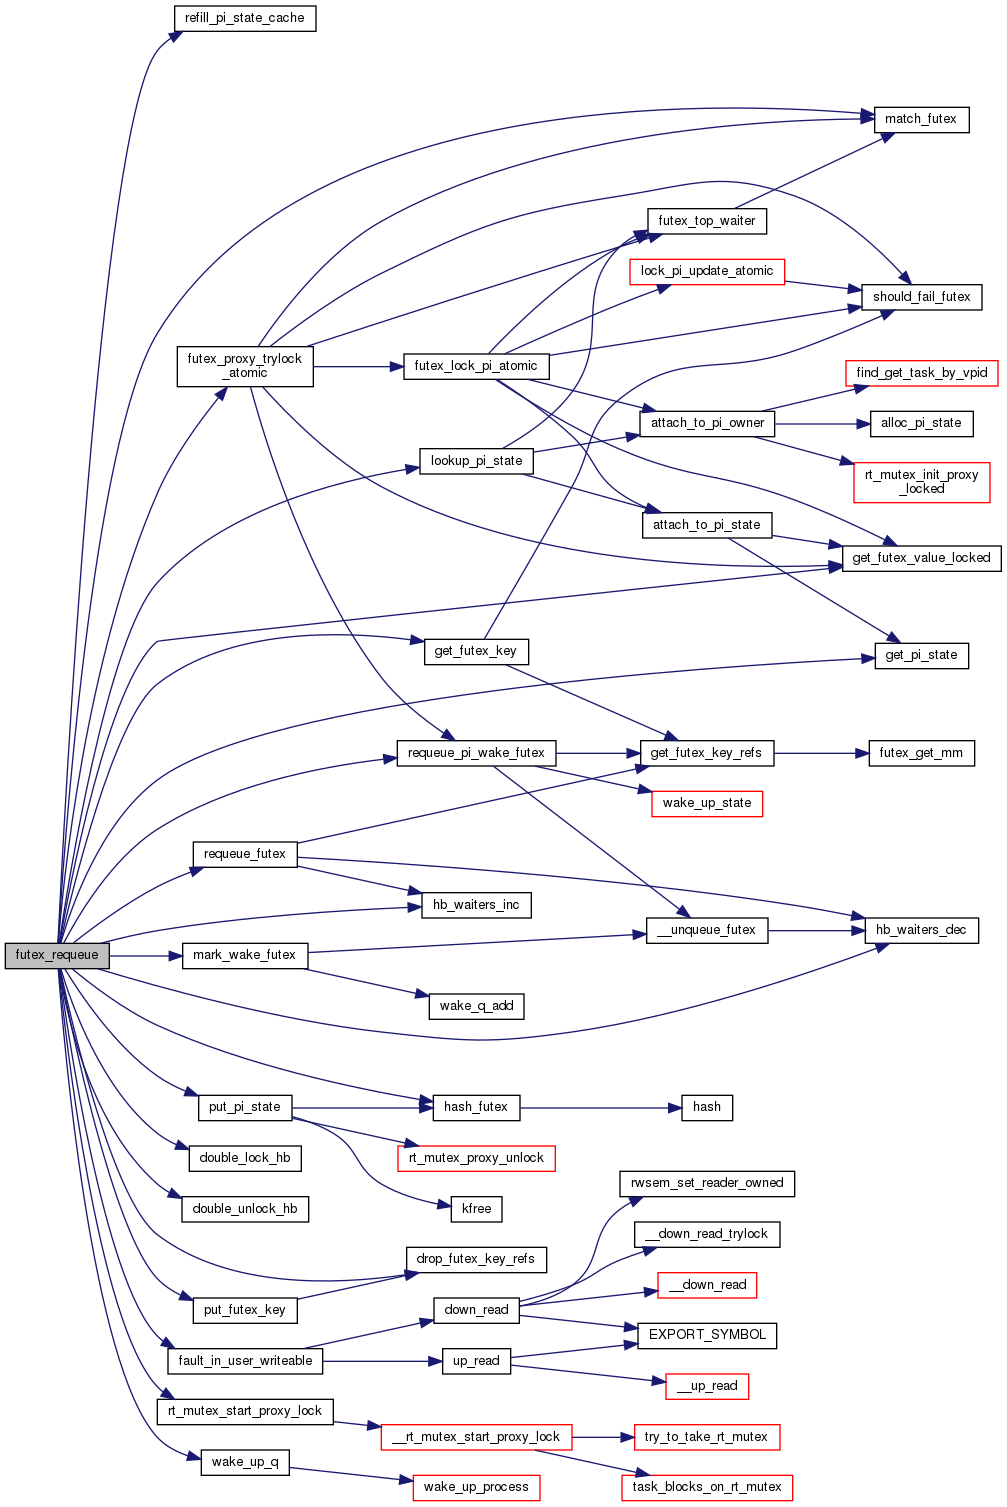 refill_pi_state_cache
match_futex
futex_top_waiter
lock_pi_update_atomic
should_fail_futex
futex_proxy_trylock
_atomic
futex_lock_pi_atomic
find_get_task_by_vpid
attach_to_pi_owner
alloc_pi_state
lookup_pi_state
rt_mutex_init_proxy
_locked
attach_to_pi_state
get_futex_value_locked
get_futex_key
get_pi_state
requeue_pi_wake_futex
get_futex_key_refs
futex_get_mm
wake_up_state
requeue_futex
hb_waiters_inc
__unqueue_futex
hb_waiters_dec
futex_requeue
mark_wake_futex
wake_q_add
put_pi_state
hash_futex
hash
double_lock_hb
rt_mutex_proxy_unlock
rwsem_set_reader_owned
double_unlock_hb
kfree
__down_read_trylock
drop_futex_key_refs
__down_read
put_futex_key
down_read
EXPORT_SYMBOL
fault_in_user_writeable
up_read
__up_read
rt_mutex_start_proxy_lock
__rt_mutex_start_proxy_lock
try_to_take_rt_mutex
wake_up_q
wake_up_process
task_blocks_on_rt_mutex